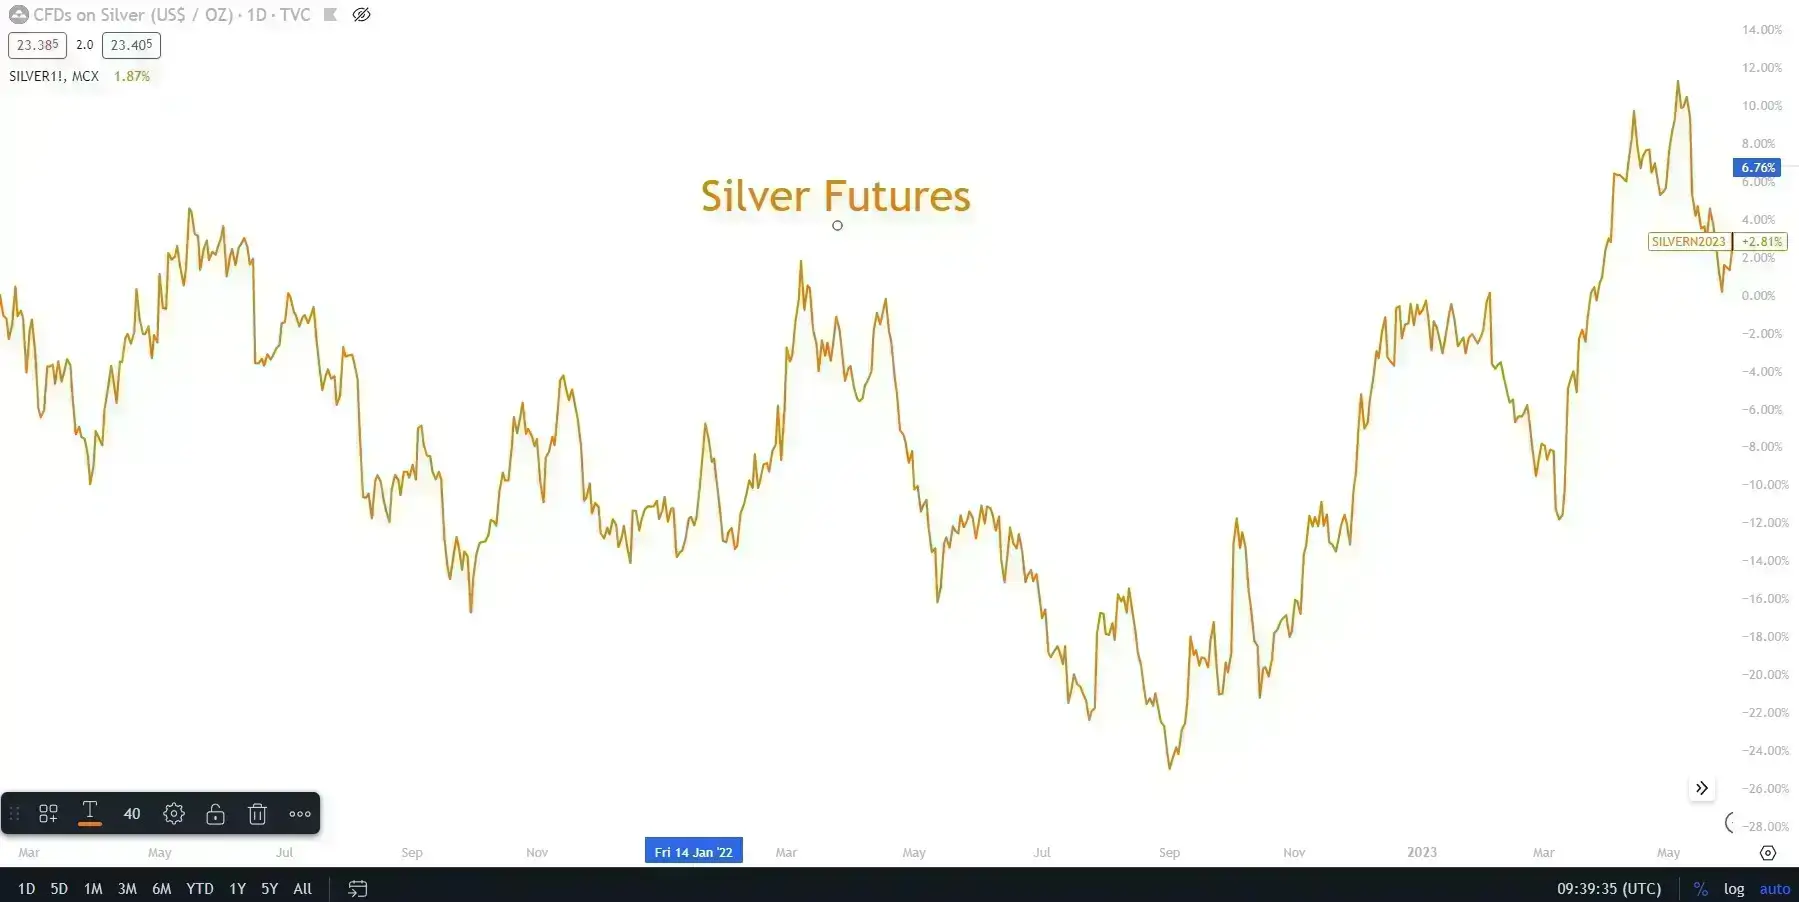 CFDs on Silver (US$ / OZ) · 1D · TVC
23.385 2.0 23.405
SILVER1!, MCX 1.87%
Silver Futures
14.00%
12.00%
10.00%
8.00%
6.76%
6.00%
4.00%
SILVERN2023 +2.81%
2.00%
0.00%
−2.00%
−4.00%
−6.00%
−8.00%
−10.00%
−12.00%
−14.00%
−16.00%
−18.00%
−20.00%
−22.00%
−24.00%
−26.00%
−28.00%
T 40
Mar May Jul Sep Nov Fri 14 Jan '22 Mar May Jul Sep Nov 2023 Mar May
1D 5D 1M 3M 6M YTD 1Y 5Y All 09:39:35 (UTC) % log auto